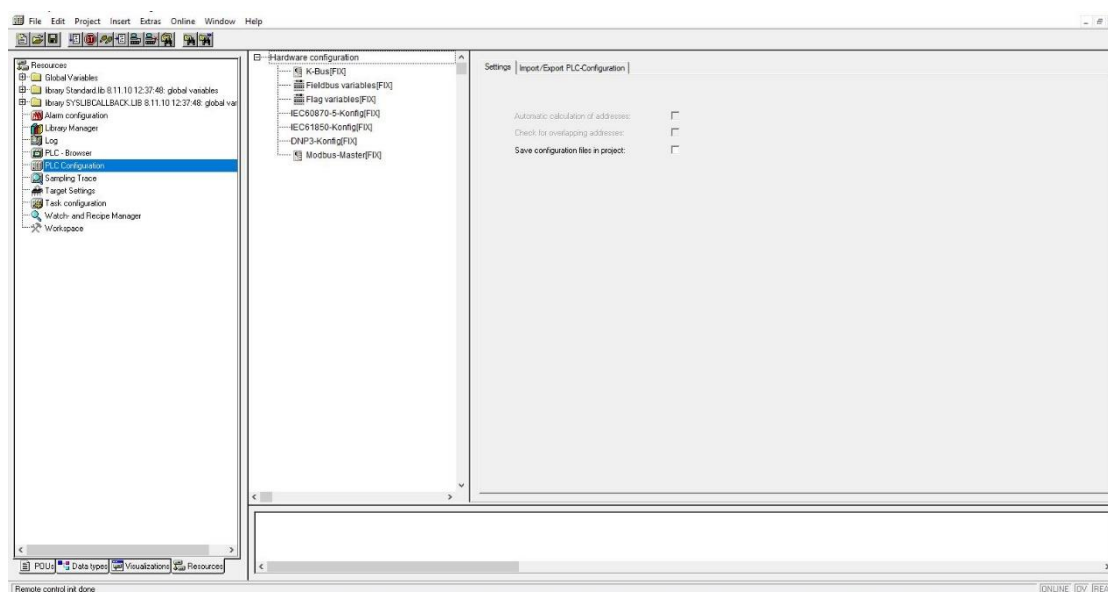 File Edit Project Insert Extras Online Window Help
Resources
Global Variables
library Standard.lib 8.11.10 12:37:48: global variables
library SYSLIBCALLBACK.LIB 8.11.10 12:37:48: global var
Alarm configuration
Library Manager
Log
PLC - Browser
PLC Configuration
Sampling Trace
Target Settings
Task configuration
Watch- and Recipe Manager
Workspace
POUs Data types Visualizations Resources
Hardware configuration
K-Bus[FIX]
Fieldbus variables[FIX]
Flag variables[FIX]
IEC60870-5-Konfig[FIX]
IEC61850-Konfig[FIX]
DNP3-Konfig[FIX]
Modbus-Master[FIX]
Settings Import/Export PLC-Configuration
Automatic calculation of addresses:
Check for overlapping addresses:
Save configuration files in project:
Remote control init done
ONLINE OV REA